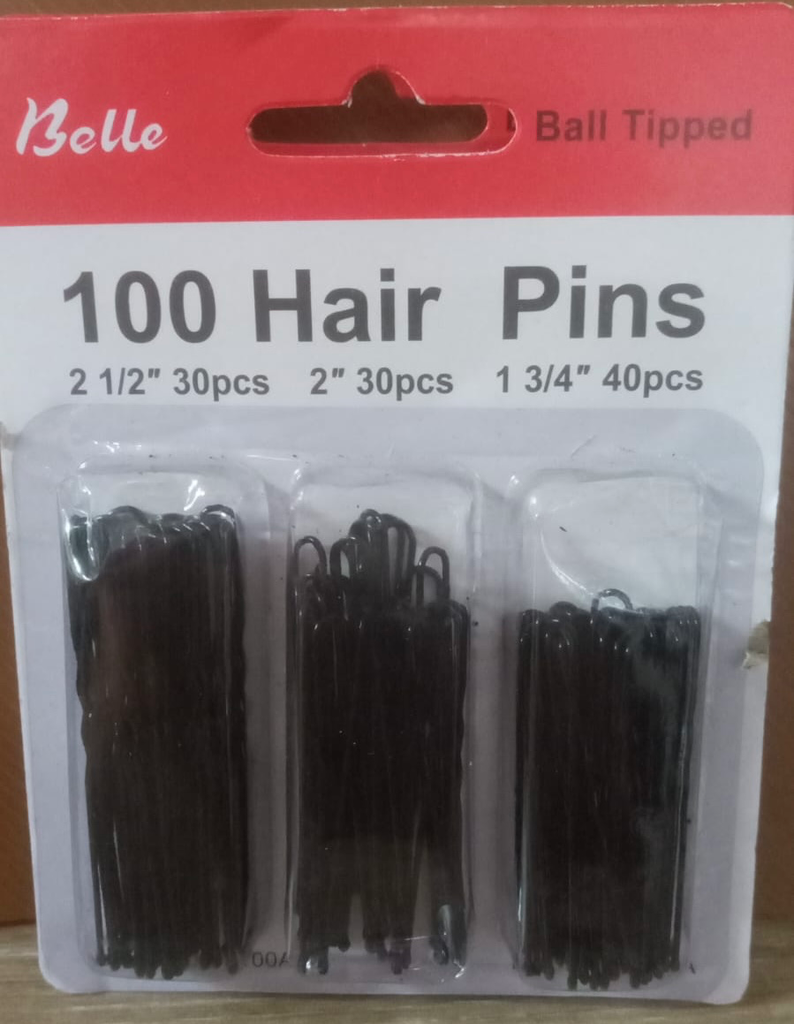 Belle
Ball Tipped
100 Hair Pins
2 1/2" 30pcs 2" 30pcs 1 3/4" 40pcs